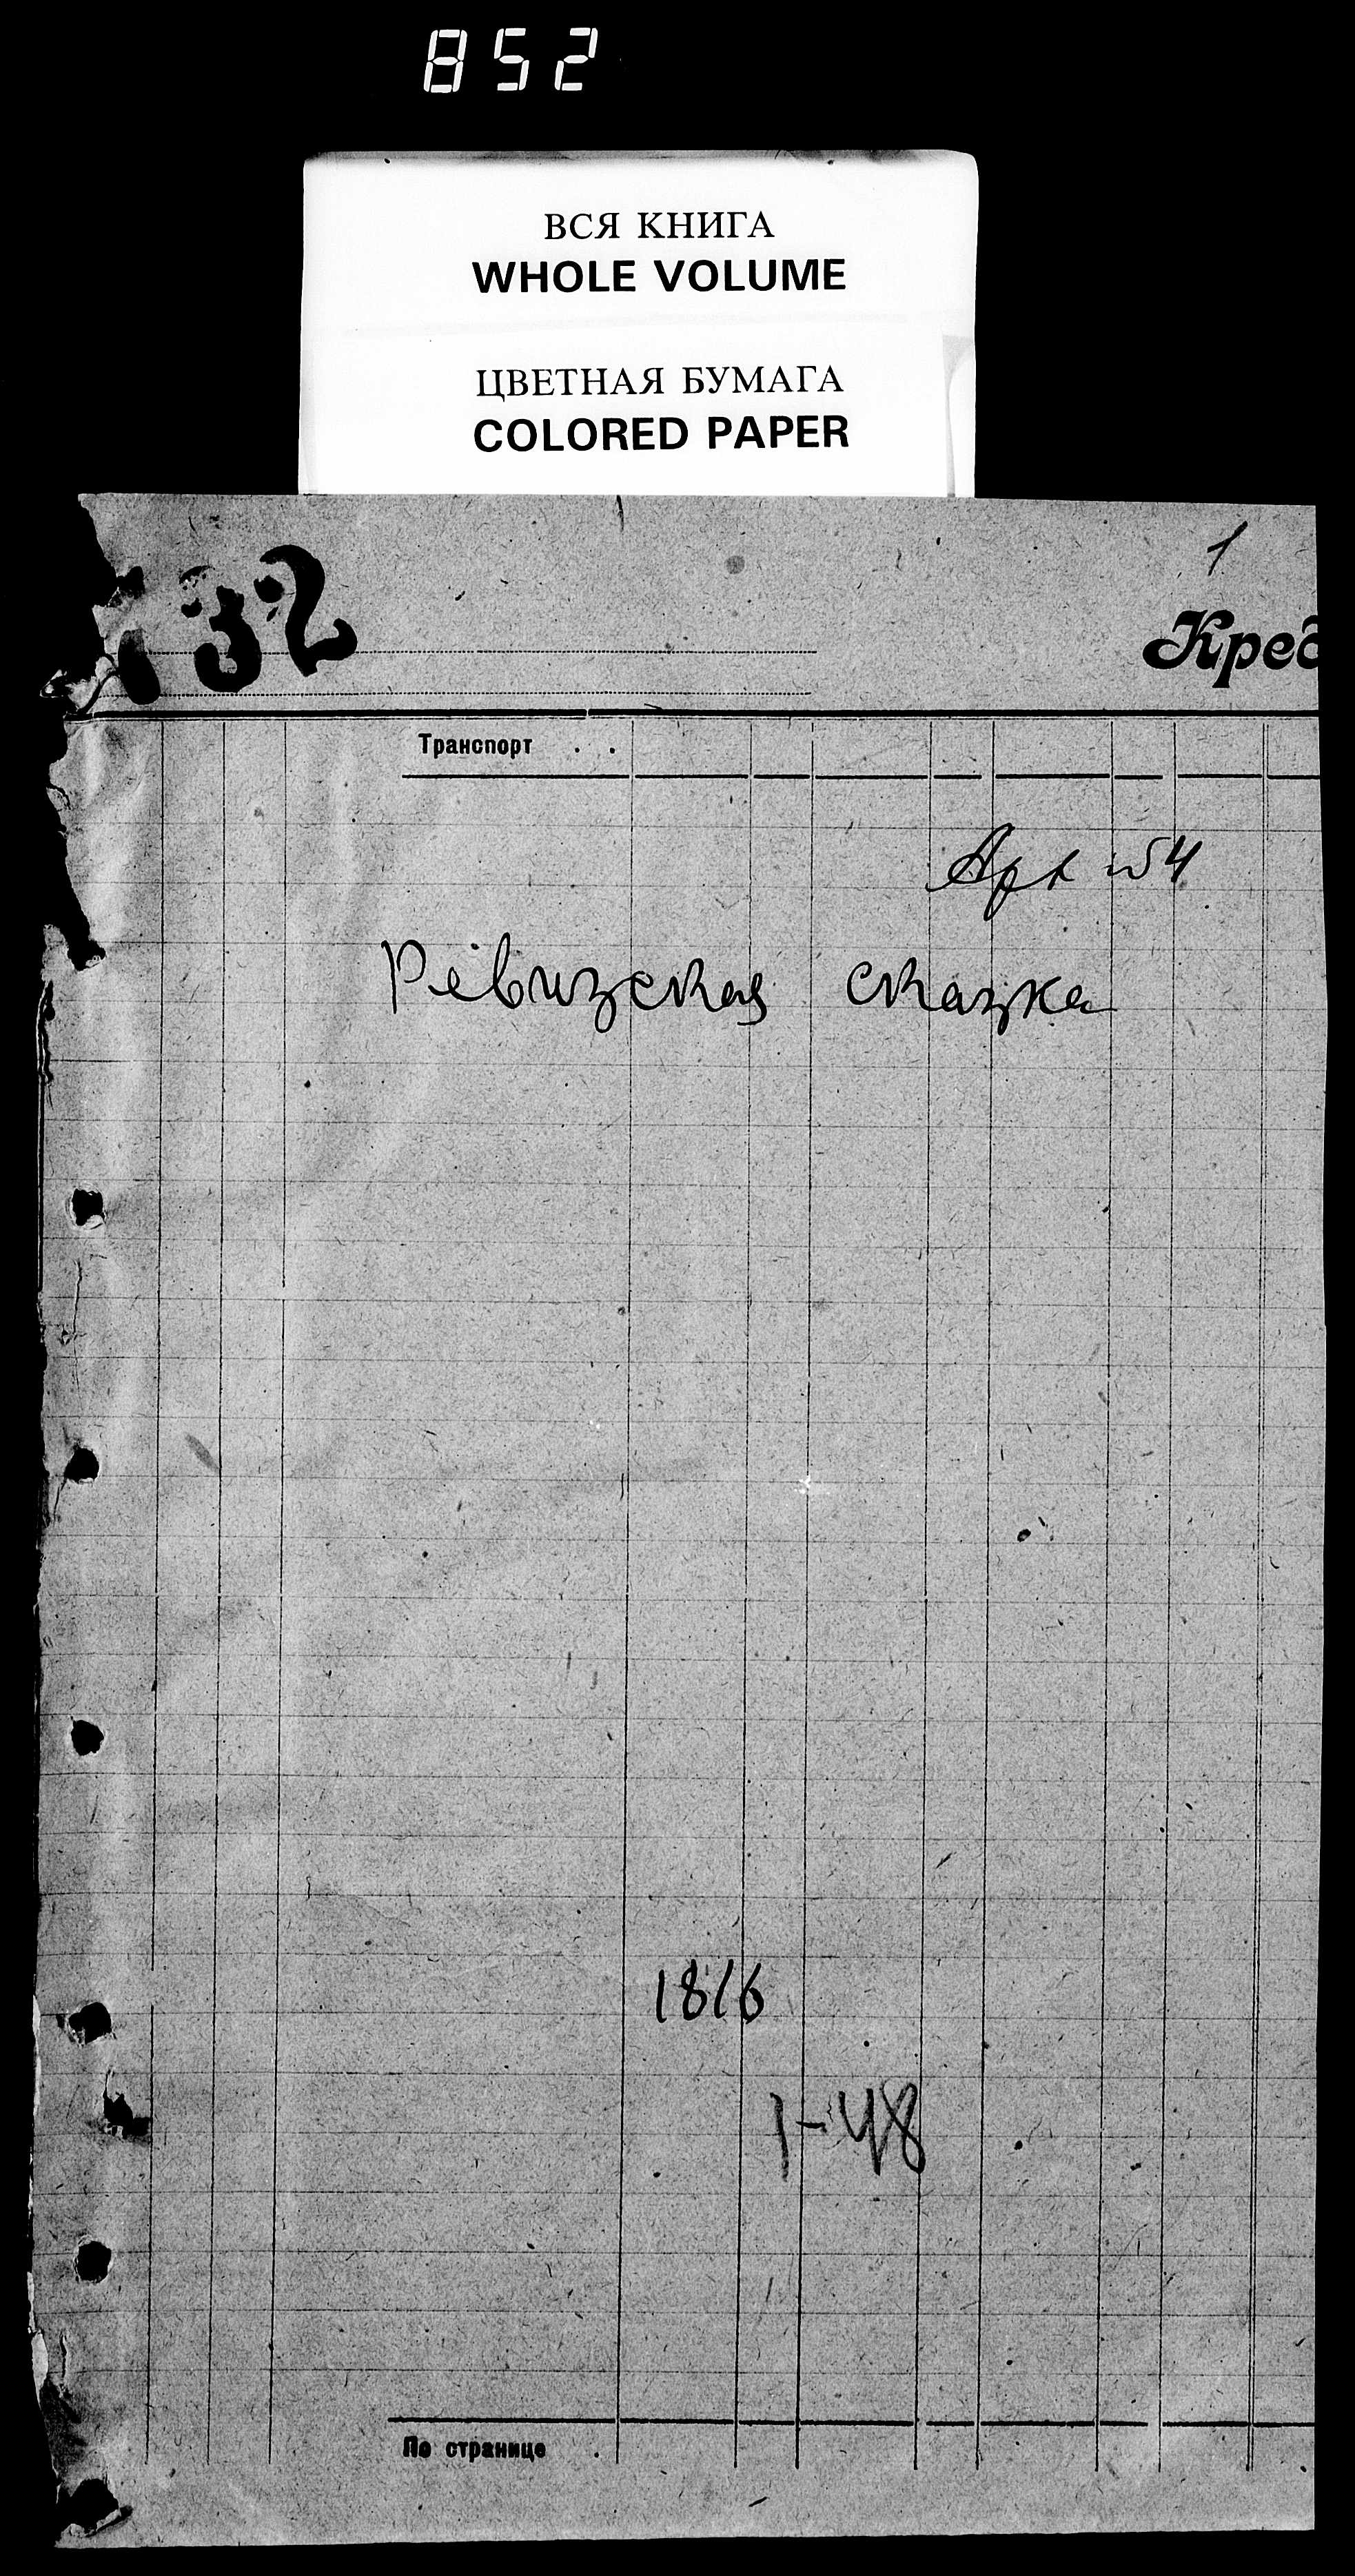 852
ВСЯ КНИГА
WHOLE VOLUME
ЦВЕТНАЯ БУМАГА
COLORED PAPER
1
132
Кред
Транспорт . .
Арх №4
Ревизская сказка
1816
1-48
По странице .